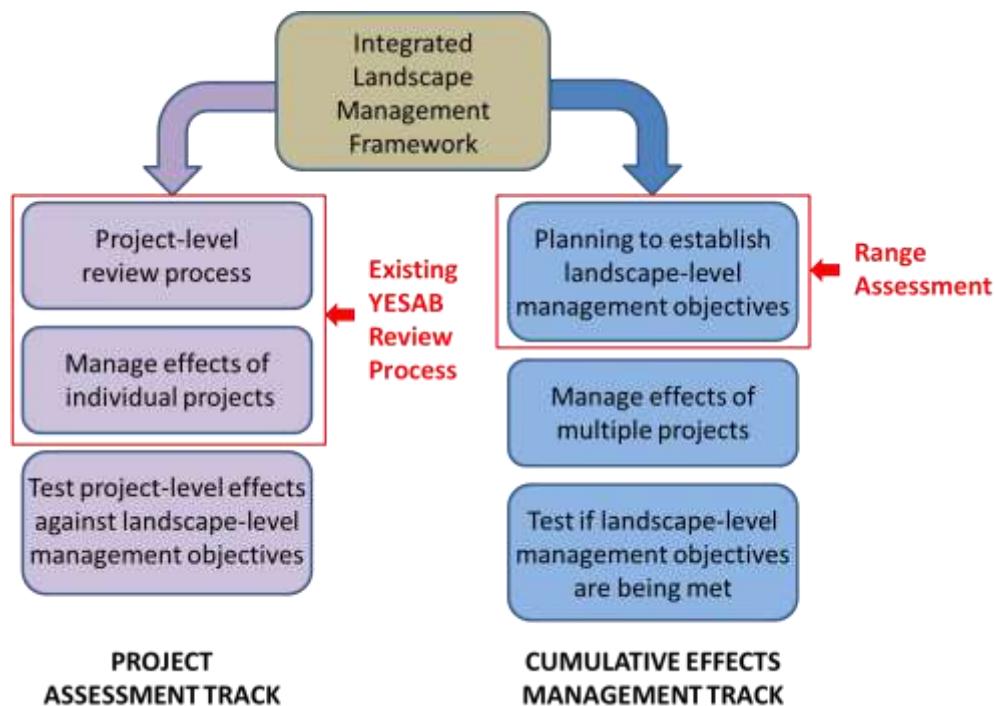 Integrated
Landscape
Management
Framework
Project-level
review process
Manage effects of
individual projects
Test project-level effects
against landscape-level
management objectives
Existing
YESAB
Review
Process
PROJECT
ASSESSMENT TRACK
Planning to establish
landscape-level
management objectives
Manage effects of
multiple projects
Test if landscape-level
management objectives
are being met
Range
Assessment
CUMULATIVE EFFECTS
MANAGEMENT TRACK